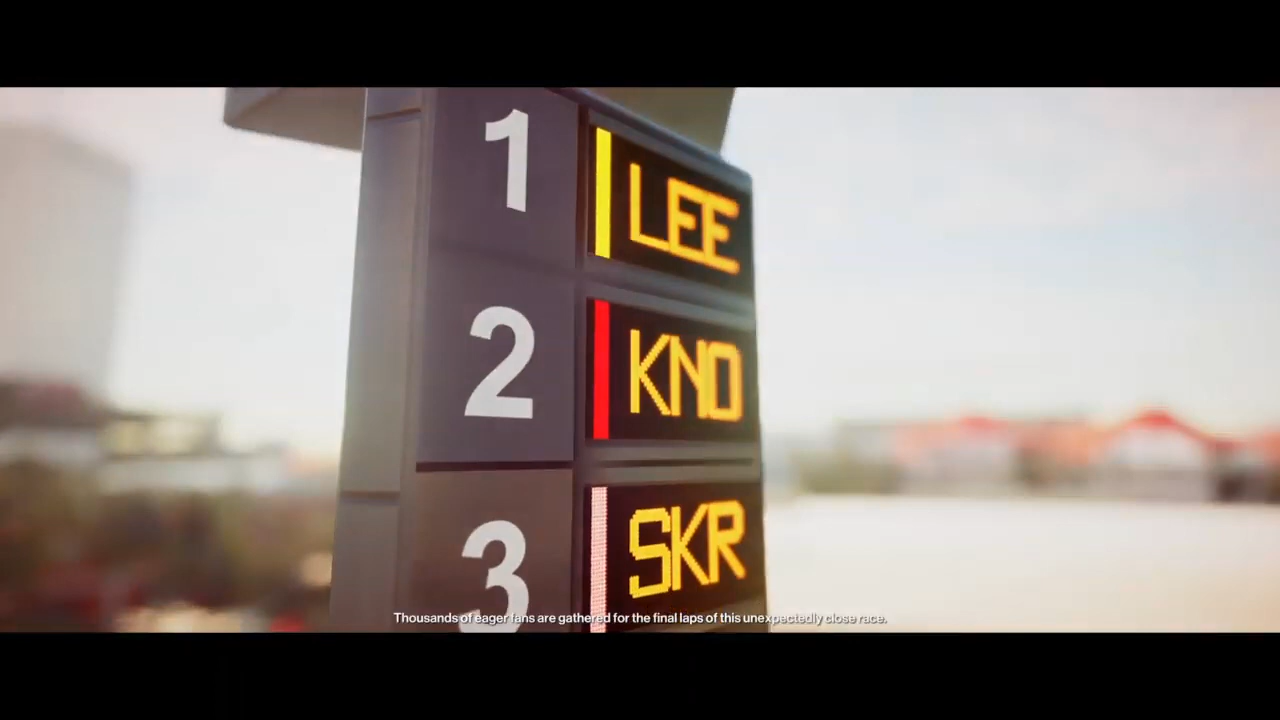 1 LEE
2 KNO
3 SKR
Thousands of eager fans are gathered for the final laps of this unexpectedly close race.